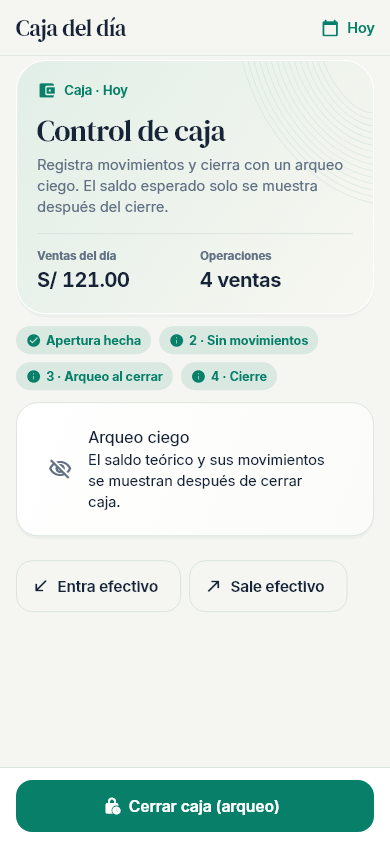 Caja del día
Hoy
Caja · Hoy
Control de caja
Registra movimientos y cierra con un arqueo
ciego. El saldo esperado solo se muestra
después del cierre.
Ventas del día
Operaciones
S/ 121.00
4 ventas
Apertura hecha
2 · Sin movimientos
3 · Arqueo al cerrar
4 · Cierre
Arqueo ciego
El saldo teórico y sus movimientos
se muestran después de cerrar
caja.
Entra efectivo
Sale efectivo
Cerrar caja (arqueo)